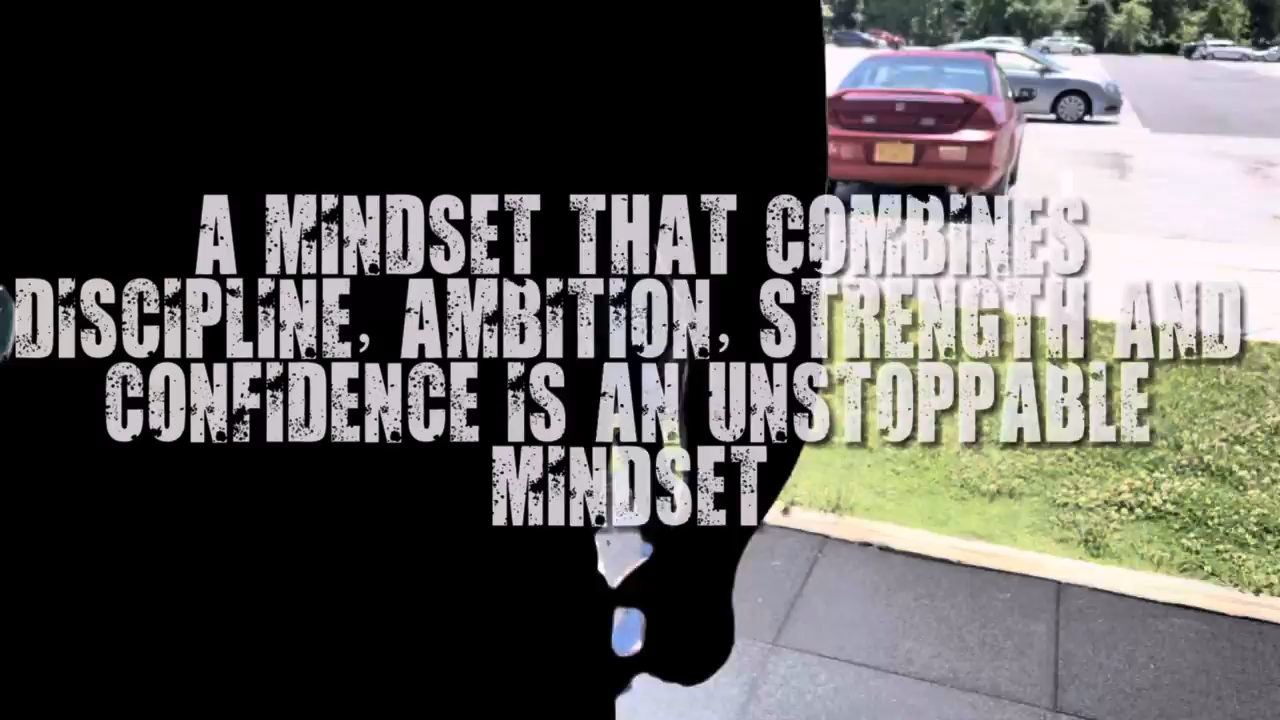 A MINDSET THAT COMBINES
DISCIPLINE, AMBITION, STRENGTH AND
CONFIDENCE IS AN UNSTOPPABLE
MINDSET